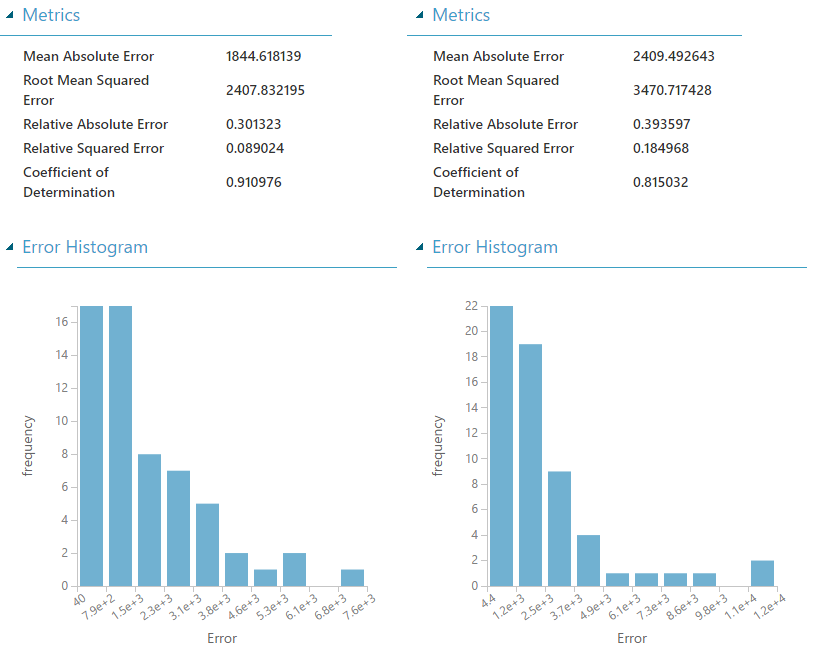 Metrics
Mean Absolute Error 1844.618139
Root Mean Squared
Error
2407.832195
Relative Absolute Error 0.301323
Relative Squared Error 0.089024
Coefficient of
Determination
0.910976
Error Histogram
frequency
16
14
12
10
8
6
4
2
0
40 7.9e+2 1.5e+3 2.3e+3 3.1e+3 3.8e+3 4.6e+3 5.3e+3 6.1e+3 6.8e+3 7.6e+3
Error
Metrics
Mean Absolute Error 2409.492643
Root Mean Squared
Error
3470.717428
Relative Absolute Error 0.393597
Relative Squared Error 0.184968
Coefficient of
Determination
0.815032
Error Histogram
frequency
22
20
18
16
14
12
10
8
6
4
2
0
4.4 1.2e+3 2.5e+3 3.7e+3 4.9e+3 6.1e+3 7.3e+3 8.6e+3 9.8e+3 1.1e+4 1.2e+4
Error